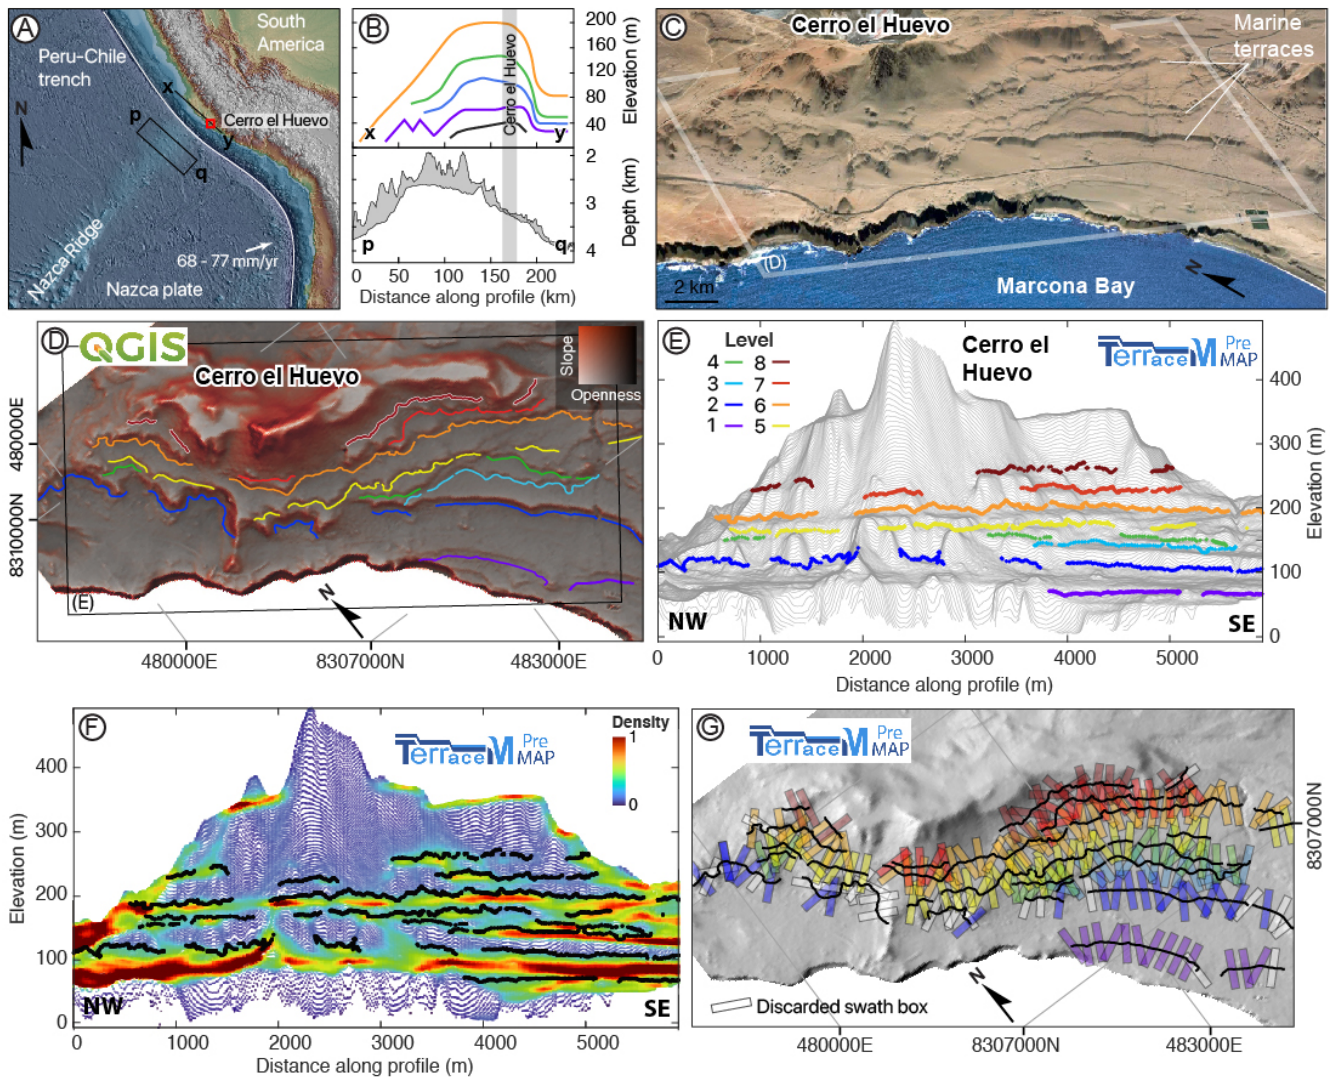 A
South
America
Peru-Chile
trench
N
x
Cerro el Huevo
y
p
q
Nazca Ridge
68 - 77 mm/yr
Nazca plate
B
200
160
120
80
40
Elevation (m)
Cerro el Huevo
x
y
2
3
4
Depth (km)
p
q
0
50
100
150
200
Distance along profile (km)
C
Cerro el Huevo
Marine
terraces
(D)
2 km
Marcona Bay
N
D
QGIS
Cerro el Huevo
Slope
Openness
4800000E
8310000N
(E)
N
480000E
8307000N
483000E
E
Level
4 8
3 7
2 6
1 5
Cerro el
Huevo
TerraceM Pre
MAP
400
300
200
100
0
Elevation (m)
NW
SE
0
1000
2000
3000
4000
5000
Distance along profile (m)
F
TerraceM Pre
MAP
Density
1
0
400
300
200
100
0
Elevation (m)
NW
SE
0
1000
2000
3000
4000
5000
Distance along profile (m)
G
TerraceM Pre
MAP
8307000N
N
Discarded swath box
480000E
8307000N
483000E